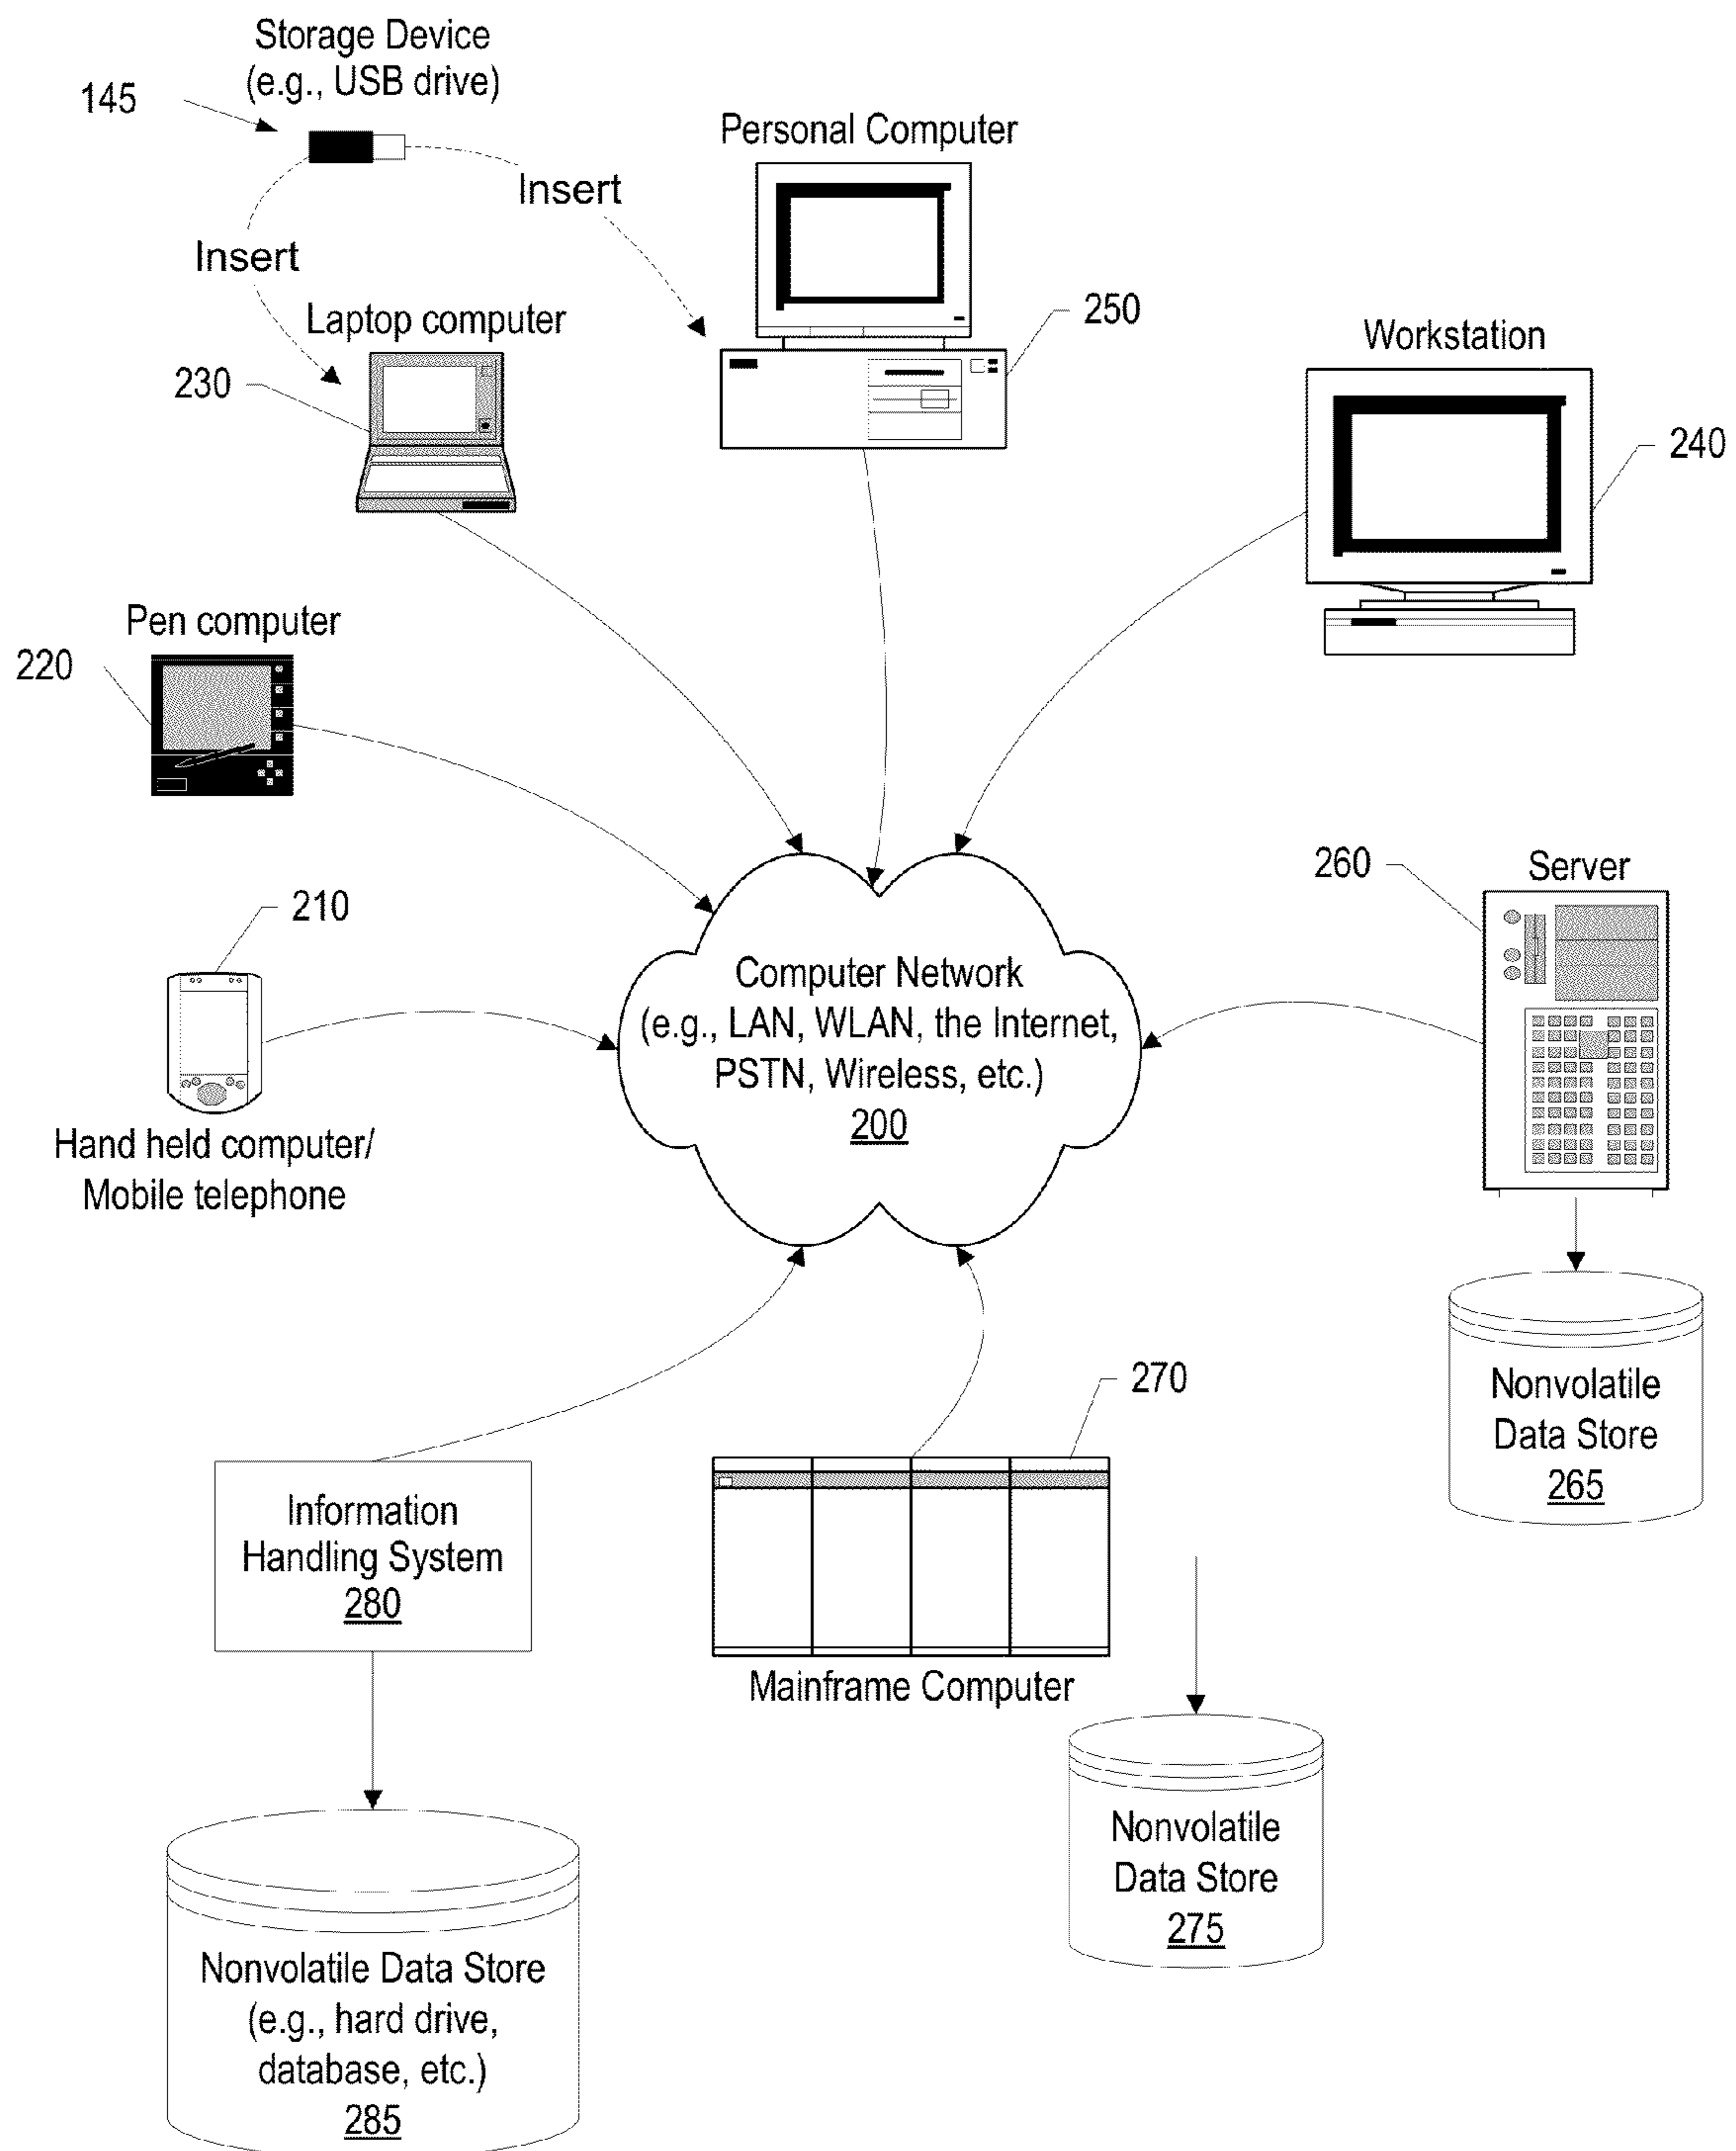 Storage Device
(e.g., USB drive)
145
Personal Computer
Insert
Insert
Laptop computer
250
Workstation
230
240
Pen computer
220
260
Server
210
Computer Network
(e.g., LAN, WLAN, the Internet,
PSTN, Wireless, etc.)
200
Hand held computer/
Mobile telephone
270
Nonvolatile
Data Store
265
Information
Handling System
280
Mainframe Computer
Nonvolatile
Data Store
275
Nonvolatile Data Store
(e.g., hard drive,
database, etc.)
285